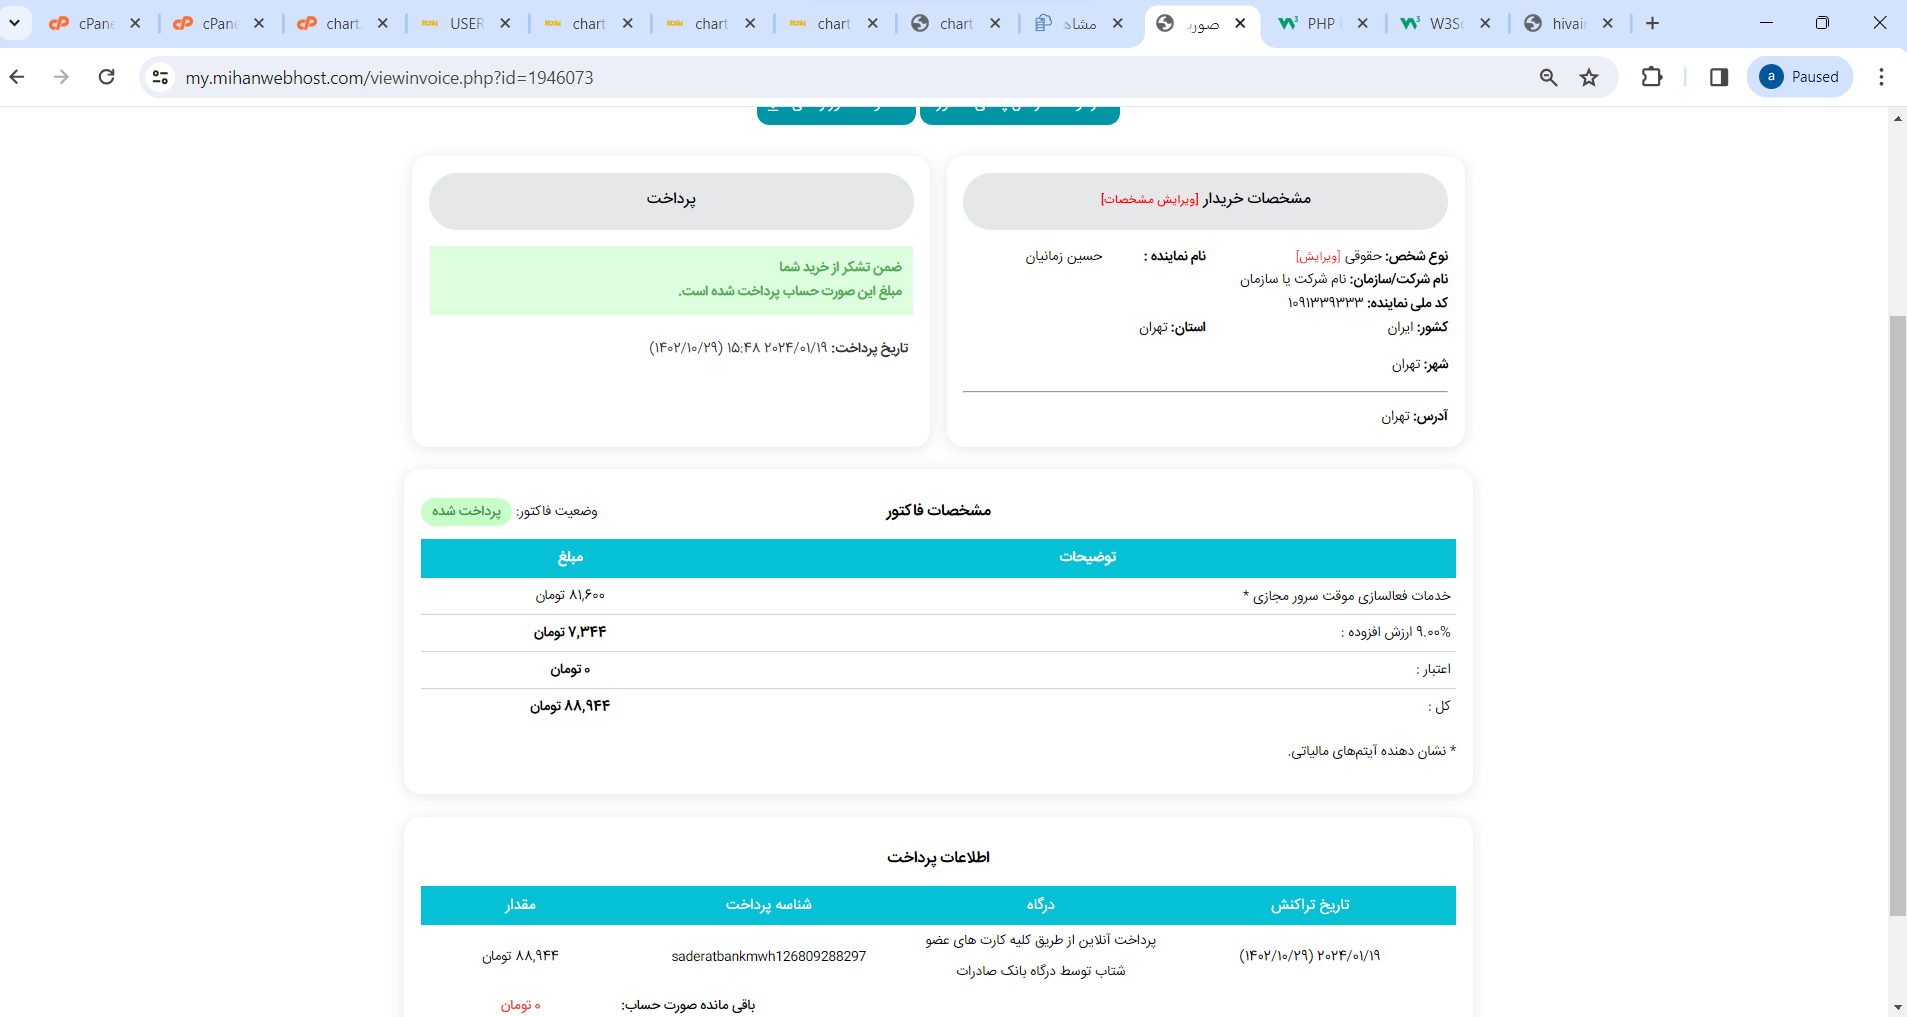 cPane
cPane
chart.
USER
chart
chart
chart
chart
مشاه
صورت
PHP
W3Sc
hivair
my.mihanwebhost.com/viewinvoice.php?id=1946073
a Paused
مشخصات خریدار [ویرایش مشخصات]
نوع شخص: حقوقی [ویرایش] نام نماینده : حسین زمانیان
نام شرکت/سازمان: نام شرکت یا سازمان
کد ملی نماینده: ۱۰۹۱۳۳۹۳۳۳
کشور: ایران استان: تهران
شهر: تهران
آدرس: تهران
پرداخت
ضمن تشکر از خرید شما
مبلغ این صورت حساب پرداخت شده است.
تاریخ پرداخت: ۲۰۲۴/۰۱/۱۹ ۱۵:۴۸ (۱۴۰۲/۱۰/۲۹)
مشخصات فاکتور
وضعیت فاکتور: پرداخت شده
توضیحات مبلغ
خدمات فعالسازی موقت سرور مجازی * ۸۱,۶۰۰ تومان
۹.۰۰% ارزش افزوده : ۷,۳۴۴ تومان
اعتبار : ۰ تومان
کل : ۸۸,۹۴۴ تومان
* نشان دهنده آیتم‌های مالیاتی.
اطلاعات پرداخت
تاریخ تراکنش درگاه شناسه پرداخت مقدار
۲۰۲۴/۰۱/۱۹ (۱۴۰۲/۱۰/۲۹) پرداخت آنلاین از طریق کلیه کارت های عضو
شتاب توسط درگاه بانک صادرات saderatbankmwh126809288297 ۸۸,۹۴۴ تومان
باقی مانده صورت حساب: ۰ تومان